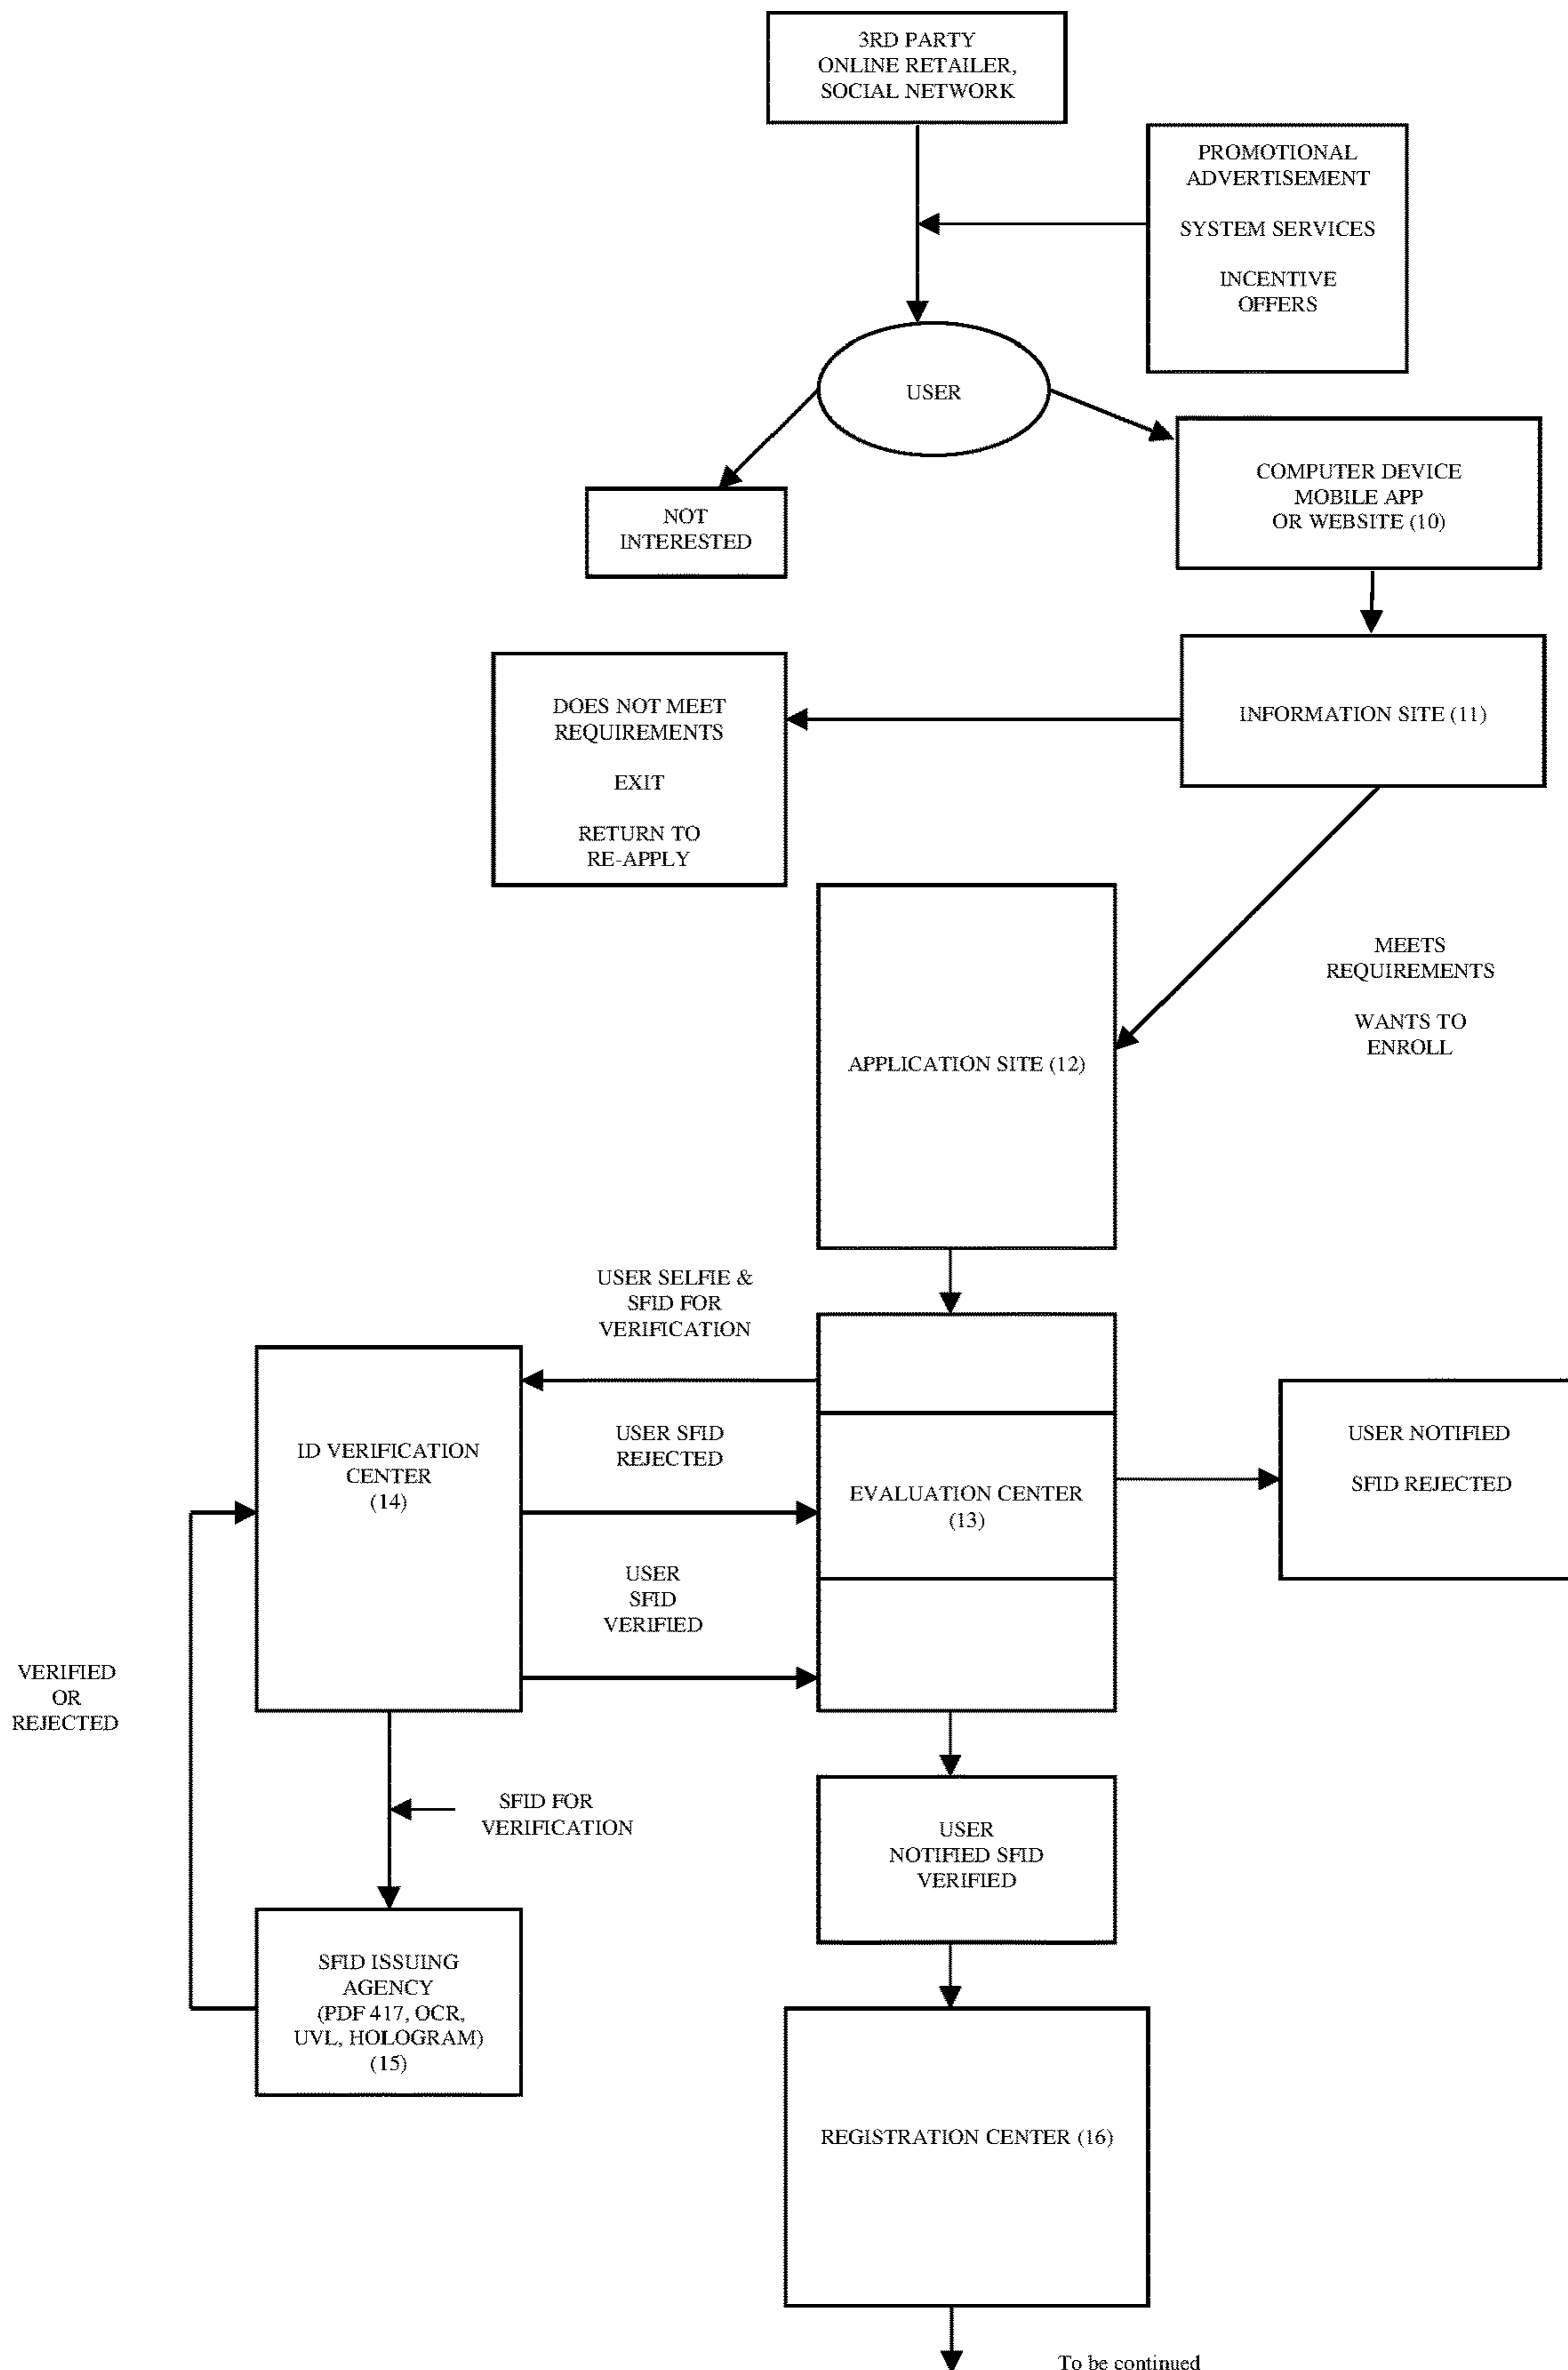 3RD PARTY
ONLINE RETAILER,
SOCIAL NETWORK
PROMOTIONAL
ADVERTISEMENT
SYSTEM SERVICES
INCENTIVE
OFFERS
USER
NOT
INTERESTED
COMPUTER DEVICE
MOBILE APP
OR WEBSITE (10)
DOES NOT MEET
REQUIREMENTS
EXIT
RETURN TO
RE-APPLY
INFORMATION SITE (11)
MEETS
REQUIREMENTS
WANTS TO
ENROLL
APPLICATION SITE (12)
USER SELFIE &
SFID FOR
VERIFICATION
ID VERIFICATION
CENTER
(14)
USER SFID
REJECTED
EVALUATION CENTER
(13)
USER NOTIFIED
SFID REJECTED
USER
SFID
VERIFIED
VERIFIED
OR
REJECTED
SFID FOR
VERIFICATION
USER
NOTIFIED SFID
VERIFIED
SFID ISSUING
AGENCY
(PDF 417, OCR,
UVL, HOLOGRAM)
(15)
REGISTRATION CENTER (16)
To be continued